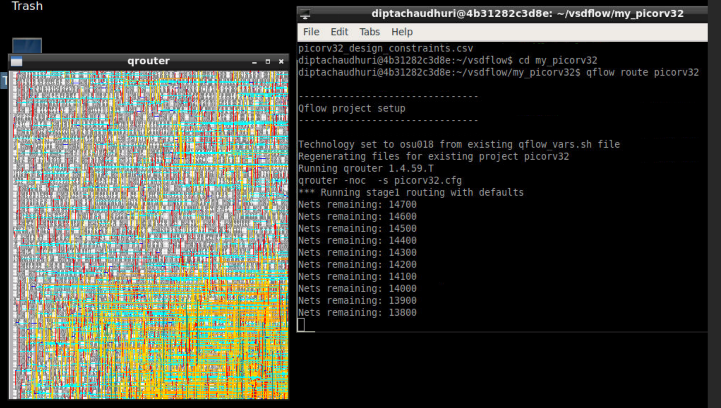 Trash
qrouter
T
diptachaudhuri@4b31282c3d8e: ~/vsdflow/my_picorv32
File Edit Tabs Help
picorv32_design_constraints.csv
diptachaudhuri@4b31282c3d8e:~/vsdflow$ cd my_picorv32
diptachaudhuri@4b31282c3d8e:~/vsdflow/my_picorv32$ qflow route picorv32
--------------------------------
Qflow project setup
--------------------------------
Technology set to osu018 from existing qflow_vars.sh file
Regenerating files for existing project picorv32
Running qrouter 1.4.59.T
qrouter -noc  -s picorv32.cfg
*** Running stage1 routing with defaults
Nets remaining: 14700
Nets remaining: 14600
Nets remaining: 14500
Nets remaining: 14400
Nets remaining: 14300
Nets remaining: 14200
Nets remaining: 14100
Nets remaining: 14000
Nets remaining: 13900
Nets remaining: 13800